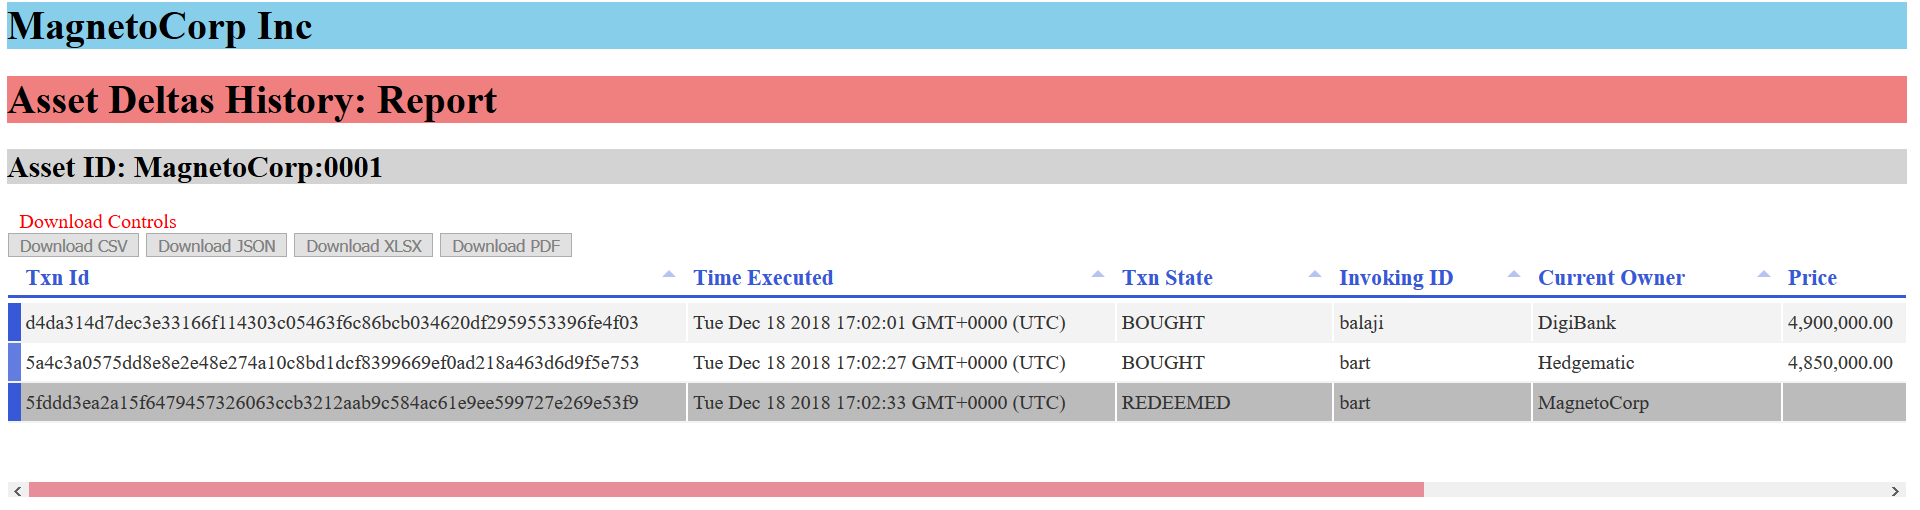 MagnetoCorp Inc
Asset Deltas History: Report
Asset ID: MagnetoCorp:0001
Download Controls
Download CSV Download JSON Download XLSX Download PDF
Txn Id Time Executed Txn State Invoking ID Current Owner Price
d4da314d7dec3e33166f114303c05463f6c86bcb034620df2959553396fe4f03 Tue Dec 18 2018 17:02:01 GMT+0000 (UTC) BOUGHT balaji DigiBank 4,900,000.00
5a4c3a0575dd8e8e2e48e274a10c8bd1dcf8399669ef0ad218a463d6d9f5e753 Tue Dec 18 2018 17:02:27 GMT+0000 (UTC) BOUGHT bart Hedgematic 4,850,000.00
5fddd3ea2a15f6479457326063ccb3212aab9c584ac61e9ee599727e269e53f9 Tue Dec 18 2018 17:02:33 GMT+0000 (UTC) REDEEMED bart MagnetoCorp